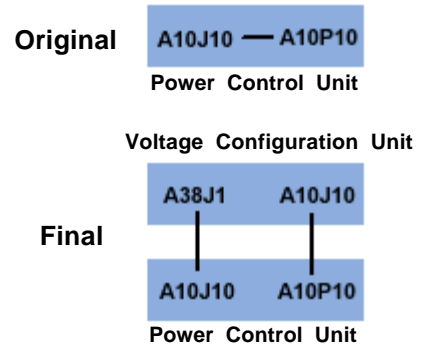 Original A10J10 A10P10
Power Control Unit
Voltage Configuration Unit
A38J1 A10J10
Final
A10J10 A10P10
Power Control Unit